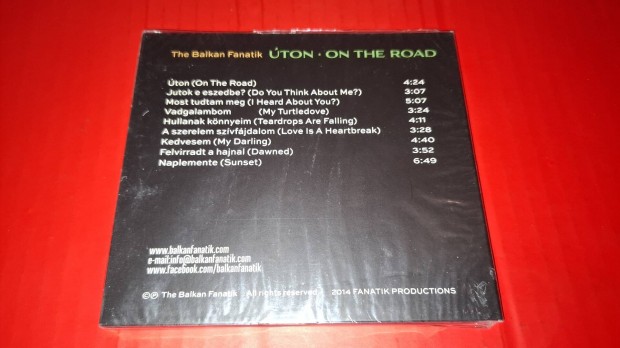 The Balkan Fanatik ÚTON · ON THE ROAD
Úton (On The Road) 4:24
Jutok e eszedbe? (Do You Think About Me?) 3:07
Most tudtam meg (I Heard About You?) 5:07
Vadgalambom (My Turtledove) 3:24
Hullanak könnyeim (Teardrops Are Falling) 4:11
A szerelem szívfájdalom (Love Is A Heartbreak) 3:28
Kedvesem (My Darling) 4:40
Felvirradt a hajnal (Dawned) 3:52
Naplemente (Sunset) 6:49
www.balkanfanatik.com
e-mail:info@balkanfanatik.com
www.facebook.com/balkanfanatik
©℗ The Balkan Fanatik All rights reserved 2014 FANATIK PRODUCTIONS